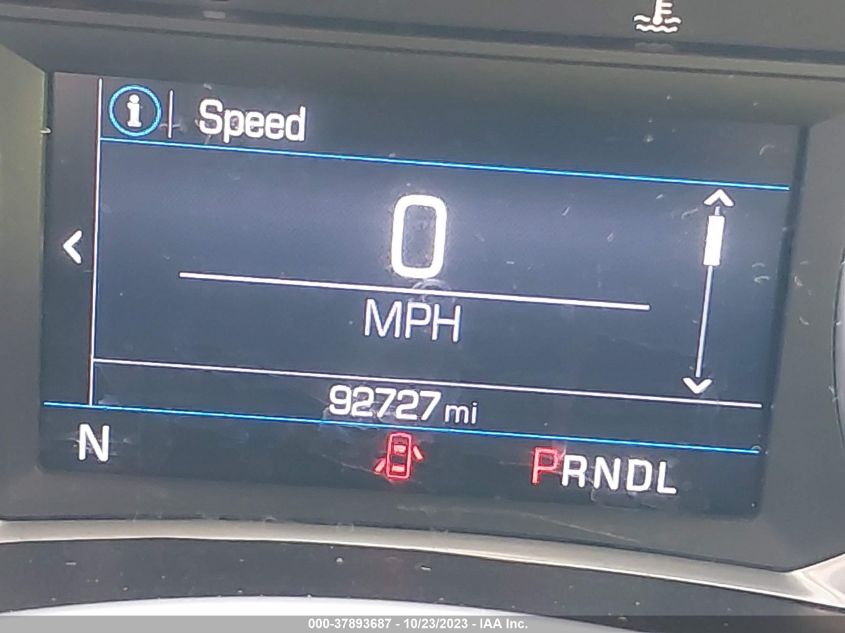 Speed
0
MPH
92727 mi
N
PRNDL
000-37893687 - 10/23/2023 - IAA Inc.